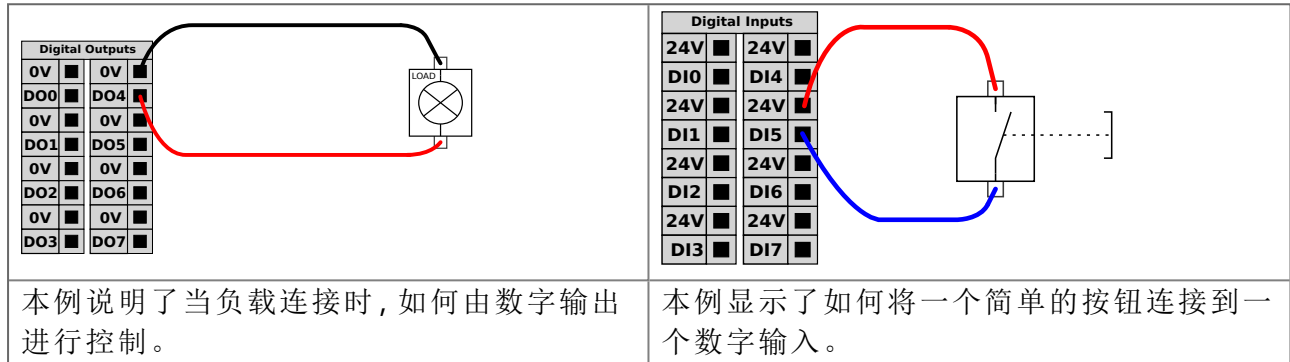 Digital Outputs
0V 0V
DO0 DO4
0V 0V
DO1 DO5
0V 0V
DO2 DO6
0V 0V
DO3 DO7
LOAD
Digital Inputs
24V 24V
DI0 DI4
24V 24V
DI1 DI5
24V 24V
DI2 DI6
24V 24V
DI3 DI7
本例说明了当负载连接时,如何由数字输出
进行控制。
本例显示了如何将一个简单的按钮连接到一
个数字输入。